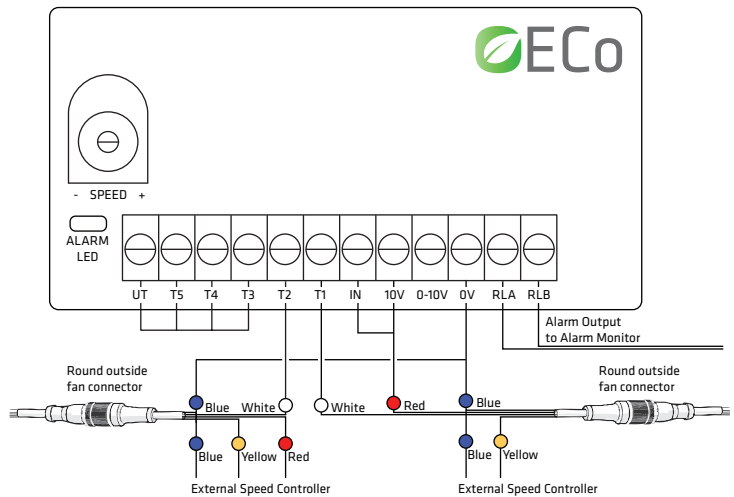 ECo
- SPEED +
ALARM
LED
UT T5 T4 T3 T2 T1 IN 10V 0-10V 0V RLA RLB
Alarm Output
to Alarm Monitor
Round outside
fan connector
Round outside
fan connector
Blue White White Red Blue
Blue Yellow Red Blue Yellow
External Speed Controller
External Speed Controller